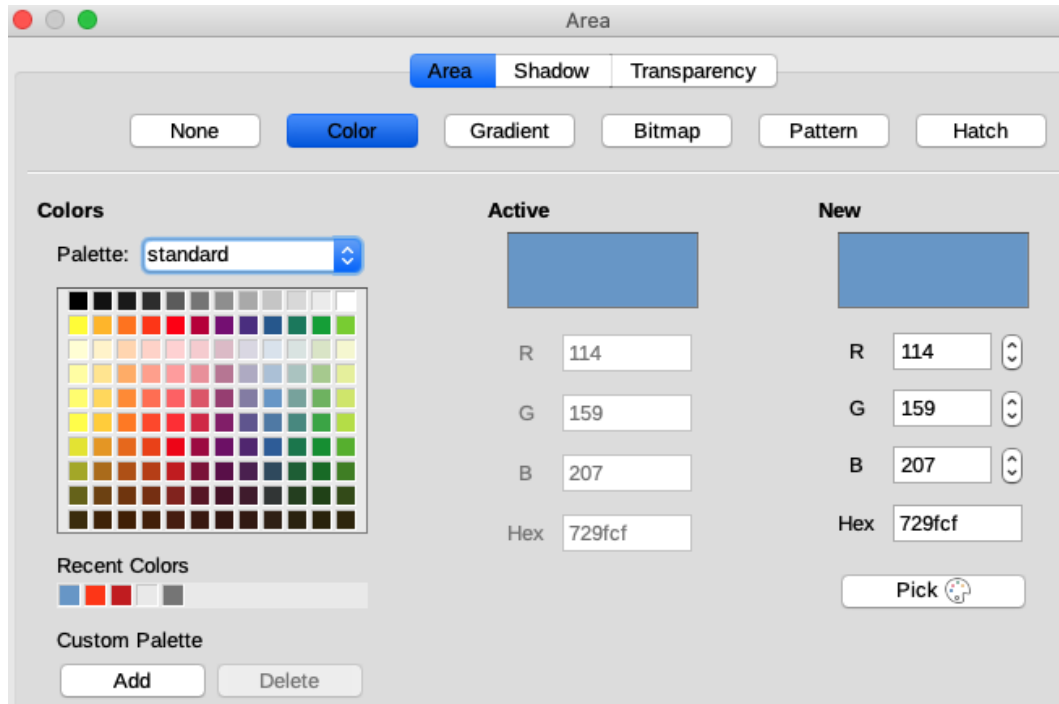 Area
Area Shadow Transparency
None Color Gradient Bitmap Pattern Hatch
Colors
Palette: standard
Recent Colors
Custom Palette
Add Delete
Active
R 114
G 159
B 207
Hex 729fcf
New
R 114
G 159
B 207
Hex 729fcf
Pick